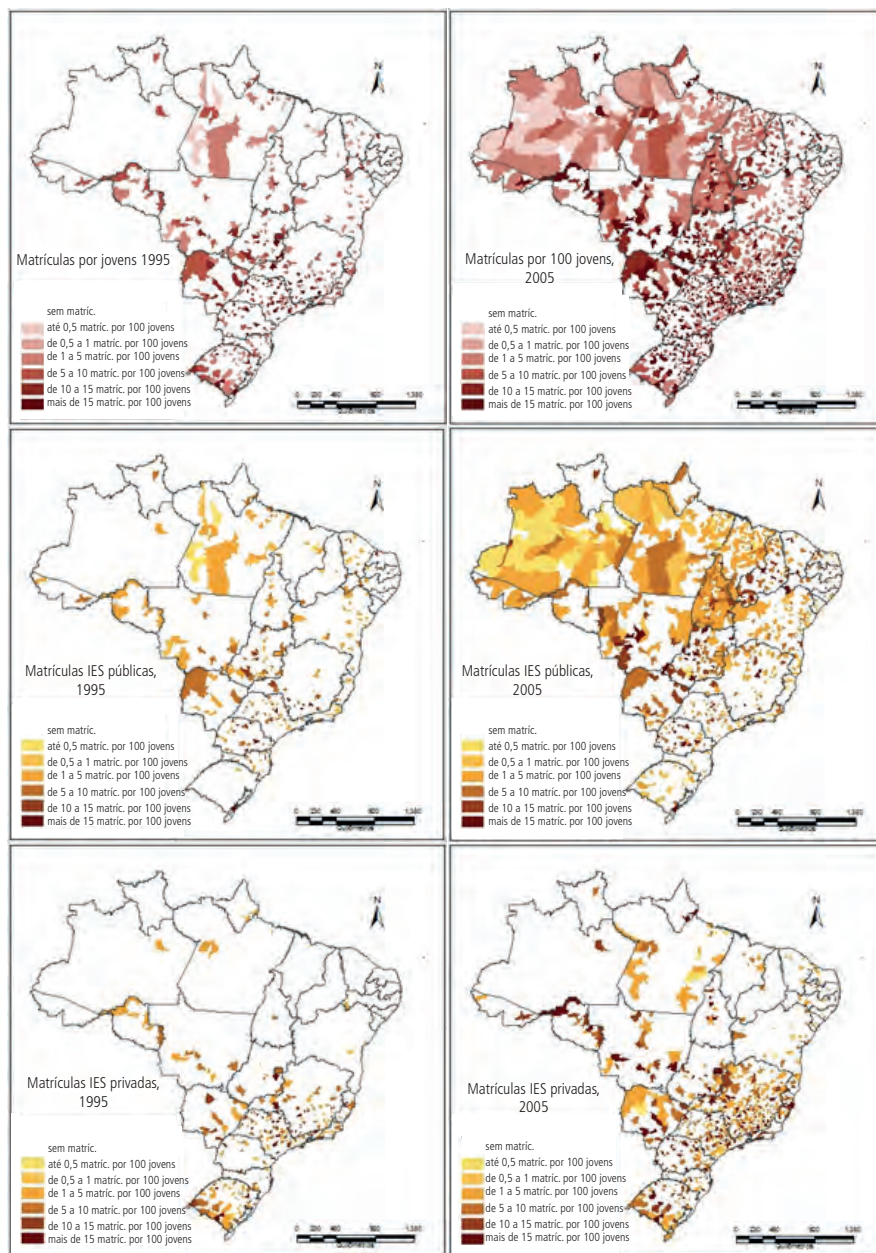 N
Matrículas por jovens 1995
sem matríc.
até 0,5 matríc. por 100 jovens
de 0,5 a 1 matríc. por 100 jovens
de 1 a 5 matríc. por 100 jovens
de 5 a 10 matríc. por 100 jovens
de 10 a 15 matríc. por 100 jovens
mais de 15 matríc. por 100 jovens
N
Matrículas por 100 jovens,
2005
sem matríc.
até 0,5 matríc. por 100 jovens
de 0,5 a 1 matríc. por 100 jovens
de 1 a 5 matríc. por 100 jovens
de 5 a 10 matríc. por 100 jovens
de 10 a 15 matríc. por 100 jovens
mais de 15 matríc. por 100 jovens
N
Matrículas IES públicas,
1995
sem matríc.
até 0,5 matríc. por 100 jovens
de 0,5 a 1 matríc. por 100 jovens
de 1 a 5 matríc. por 100 jovens
de 5 a 10 matríc. por 100 jovens
de 10 a 15 matríc. por 100 jovens
mais de 15 matríc. por 100 jovens
N
Matrículas IES públicas,
2005
sem matríc.
até 0,5 matríc. por 100 jovens
de 0,5 a 1 matríc. por 100 jovens
de 1 a 5 matríc. por 100 jovens
de 5 a 10 matríc. por 100 jovens
de 10 a 15 matríc. por 100 jovens
mais de 15 matríc. por 100 jovens
N
Matrículas IES privadas,
1995
sem matríc.
até 0,5 matríc. por 100 jovens
de 0,5 a 1 matríc. por 100 jovens
de 1 a 5 matríc. por 100 jovens
de 5 a 10 matríc. por 100 jovens
de 10 a 15 matríc. por 100 jovens
mais de 15 matríc. por 100 jovens
N
Matrículas IES privadas,
2005
sem matríc.
até 0,5 matríc. por 100 jovens
de 0,5 a 1 matríc. por 100 jovens
de 1 a 5 matríc. por 100 jovens
de 5 a 10 matríc. por 100 jovens
de 10 a 15 matríc. por 100 jovens
mais de 15 matríc. por 100 jovens